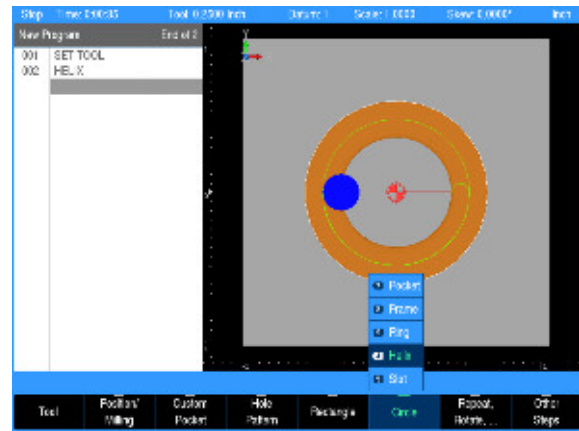 Stop Time: 0:00:35 Tool: 0.2500 Inch Datum: 1 Scale: 1.0000 Skew: 0.0000° Inch
New Program End of 2
001 SET TOOL
002 HELIX
Y
Pocket
Frame
Ring
Helix
Slot
Tool
Position/
Milling
Custom
Pocket
Hole
Pattern
Rectangle
Circle
Repeat,
Rotate, ...
Other
Steps